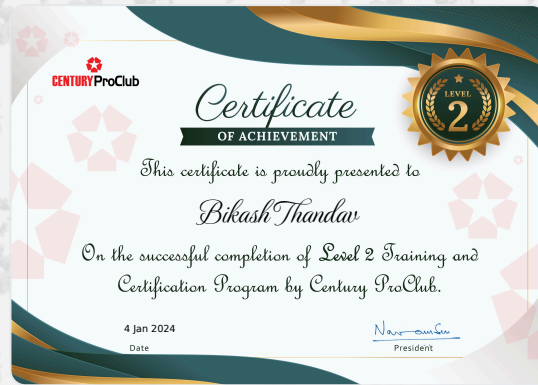 CENTURY ProClub
LEVEL
2
Certificate
OF ACHIEVEMENT
This certificate is proudly presented to
Bikash Thandav
On the successful completion of Level 2 Training and
Certification Program by Century ProClub.
4 Jan 2024
Date
President